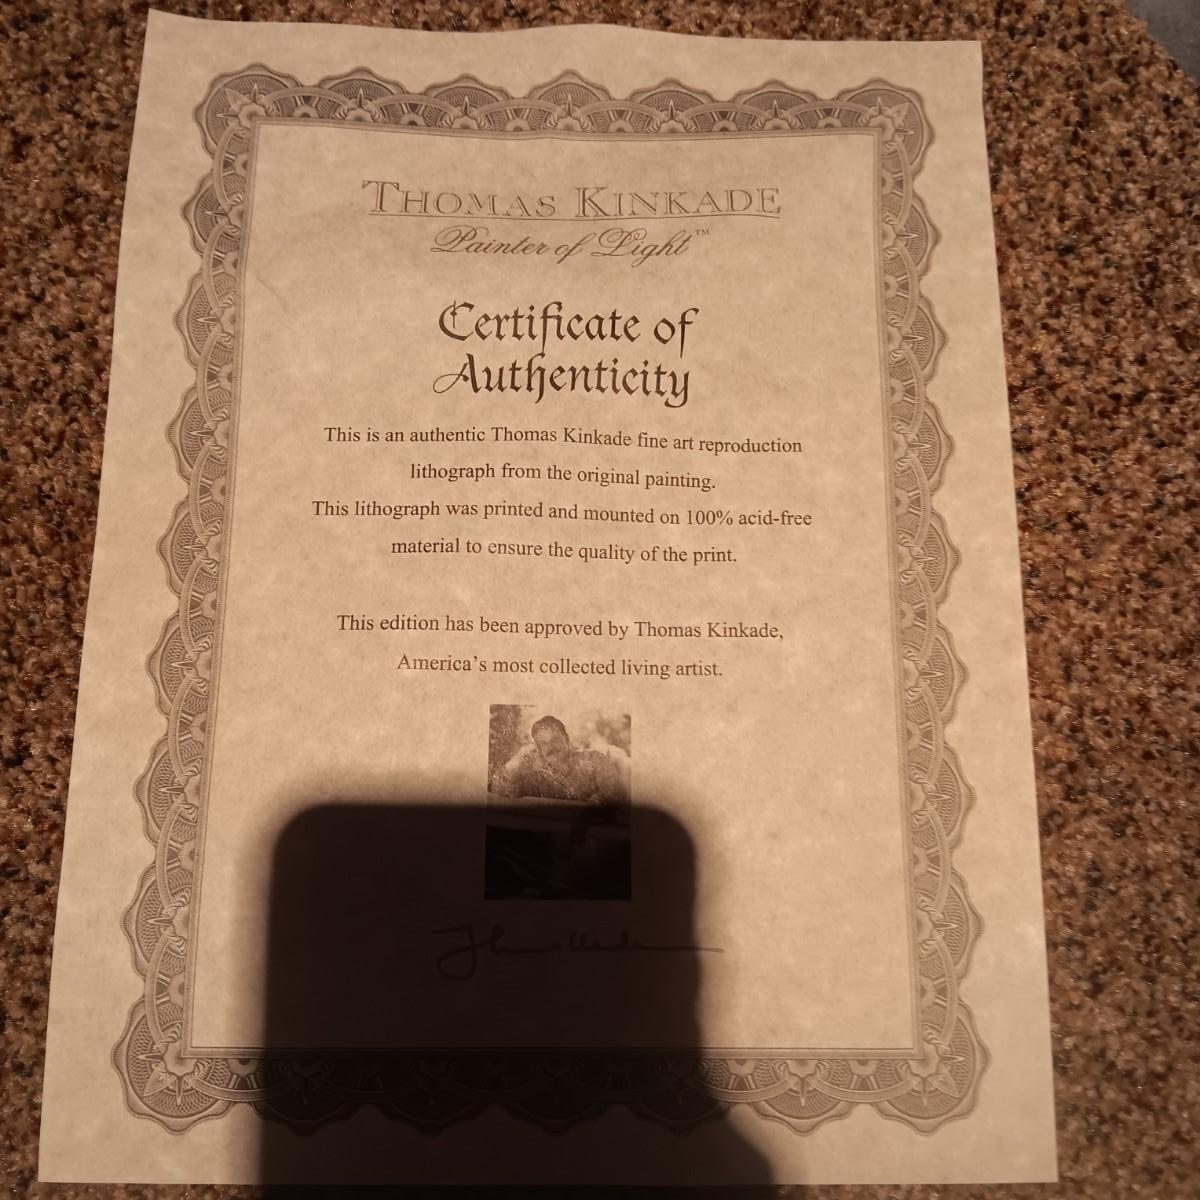 THOMAS KINKADE
Painter of Light™
Certificate of
Authenticity
This is an authentic Thomas Kinkade fine art reproduction
lithograph from the original painting.
This lithograph was printed and mounted on 100% acid-free
material to ensure the quality of the print.
This edition has been approved by Thomas Kinkade,
America's most collected living artist.